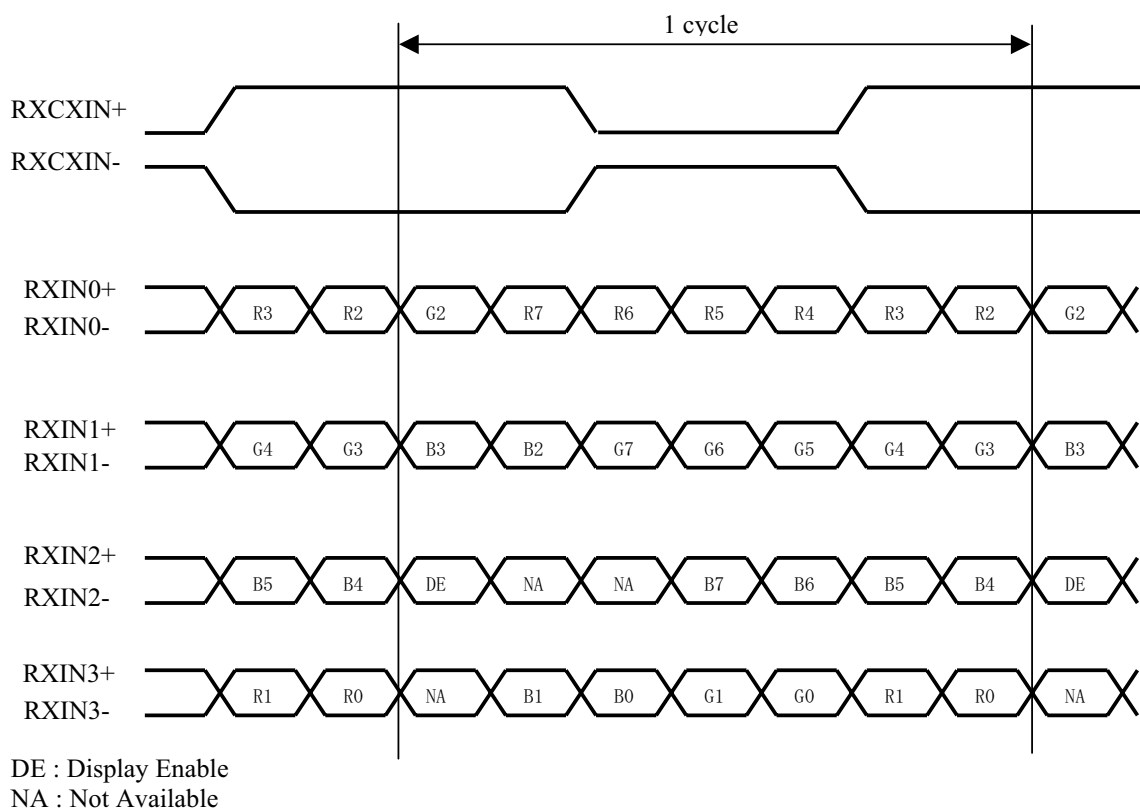 1 cycle
RXCXIN+
RXCXIN-
RXIN0+
R3 R2 G2 R7 R6 R5 R4 R3 R2 G2
RXIN0-
RXIN1+
G4 G3 B3 B2 G7 G6 G5 G4 G3 B3
RXIN1-
RXIN2+
B5 B4 DE NA NA B7 B6 B5 B4 DE
RXIN2-
RXIN3+
R1 R0 NA B1 B0 G1 G0 R1 R0 NA
RXIN3-
DE : Display Enable
NA : Not Available